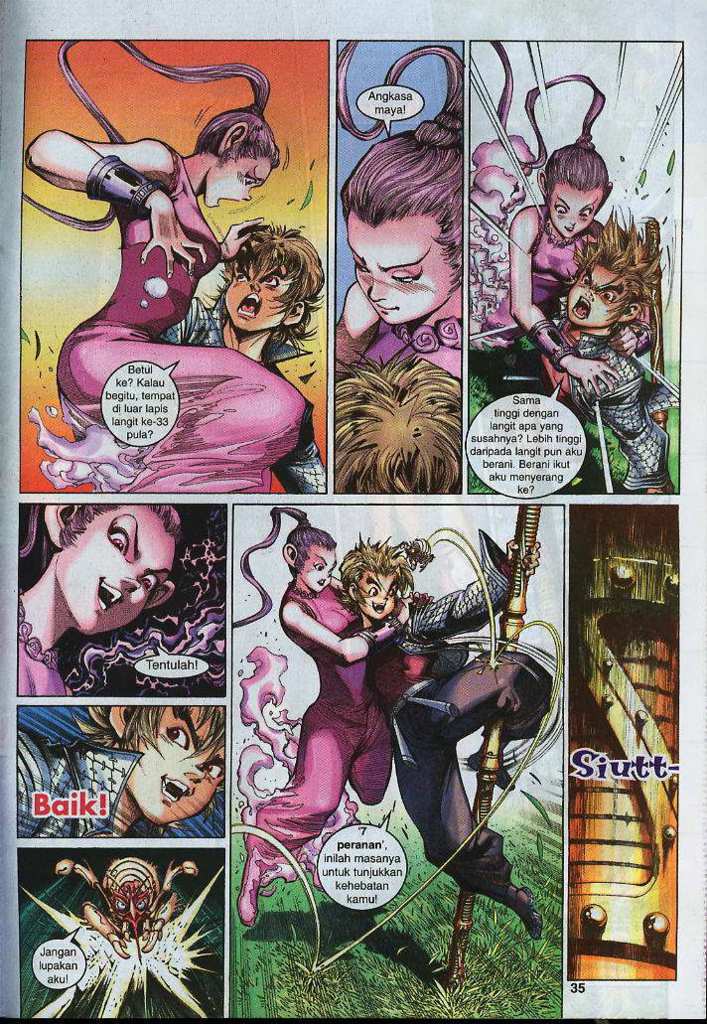 Betul
ke? Kalau
begitu, tempat
di luar lapis
langit ke-33
pula?
Angkasa
maya!
Sama
tinggi dengan
langit apa yang
susahnya? Lebih tinggi
daripada langit pun aku
berani. Berani ikut
aku menyerang
ke?
Tentulah!
Baik!
Jangan
lupakan
aku!
'7
peranan',
inilah masanya
untuk tunjukkan
kehebatan
kamu!
Siutt-
35